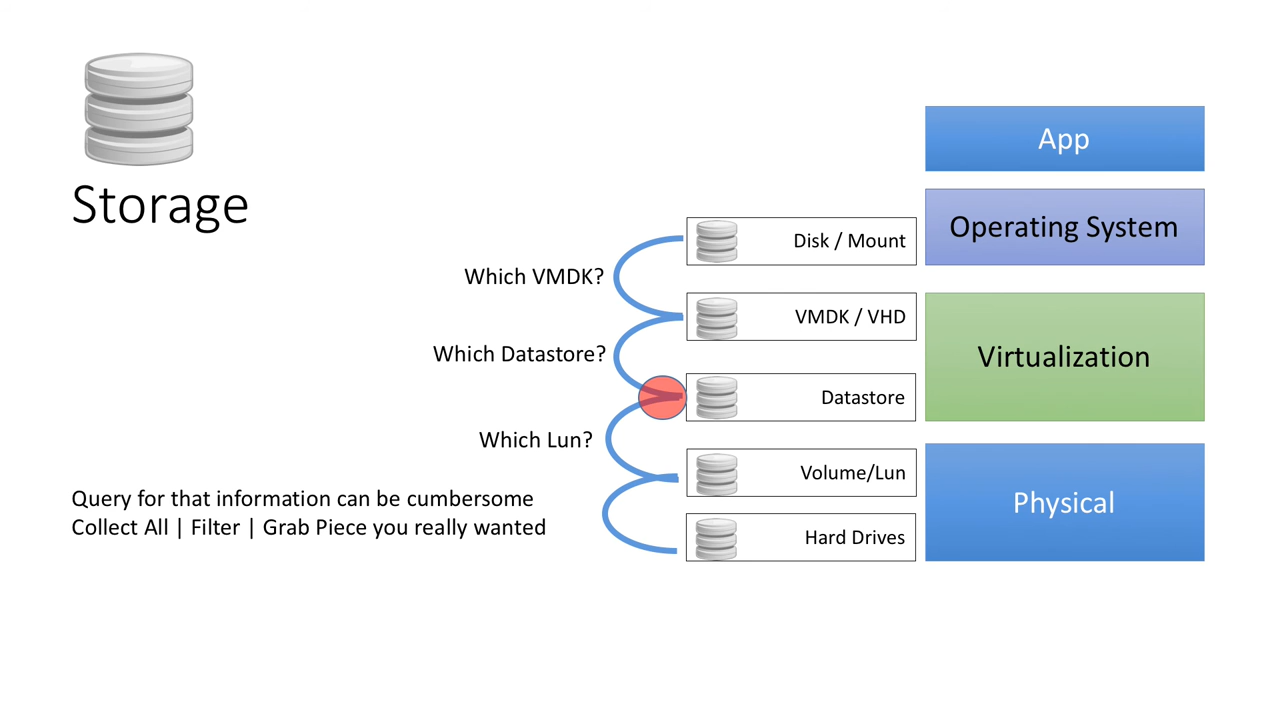 Storage
App
Operating System
Disk / Mount
Which VMDK?
VMDK / VHD
Virtualization
Which Datastore?
Datastore
Which Lun?
Volume/Lun
Physical
Hard Drives
Query for that information can be cumbersome
Collect All | Filter | Grab Piece you really wanted